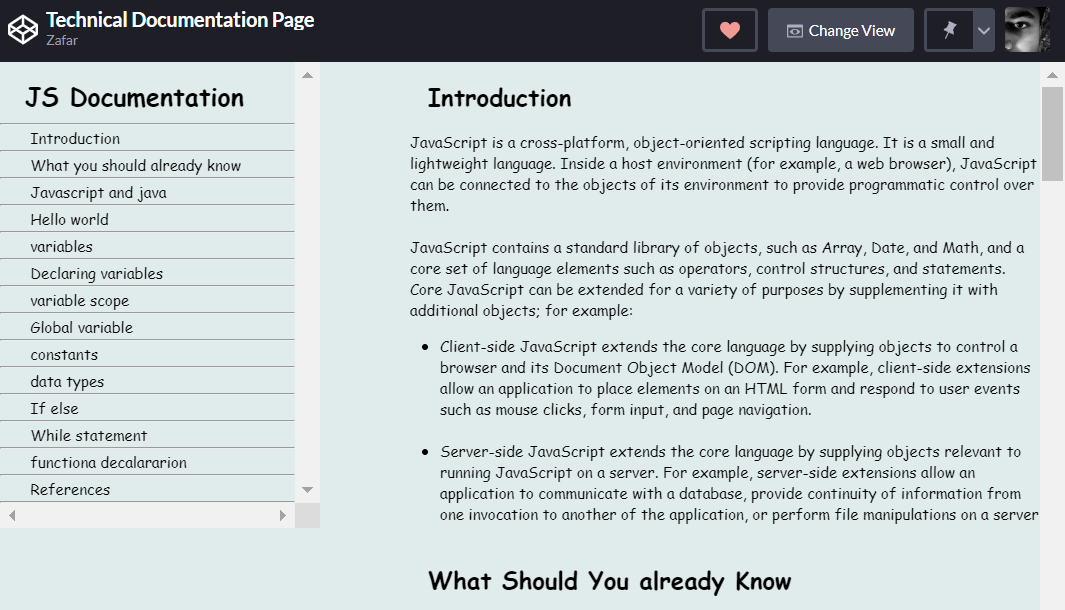 Technical Documentation Page
Zafar
Change View
JS Documentation
Introduction
What you should already know
Javascript and java
Hello world
variables
Declaring variables
variable scope
Global variable
constants
data types
If else
While statement
functiona decalararion
References
Introduction
JavaScript is a cross-platform, object-oriented scripting language. It is a small and
lightweight language. Inside a host environment (for example, a web browser), JavaScript
can be connected to the objects of its environment to provide programmatic control over
them.
JavaScript contains a standard library of objects, such as Array, Date, and Math, and a
core set of language elements such as operators, control structures, and statements.
Core JavaScript can be extended for a variety of purposes by supplementing it with
additional objects; for example:
Client-side JavaScript extends the core language by supplying objects to control a
browser and its Document Object Model (DOM). For example, client-side extensions
allow an application to place elements on an HTML form and respond to user events
such as mouse clicks, form input, and page navigation.
Server-side JavaScript extends the core language by supplying objects relevant to
running JavaScript on a server. For example, server-side extensions allow an
application to communicate with a database, provide continuity of information from
one invocation to another of the application, or perform file manipulations on a server
What Should You already Know